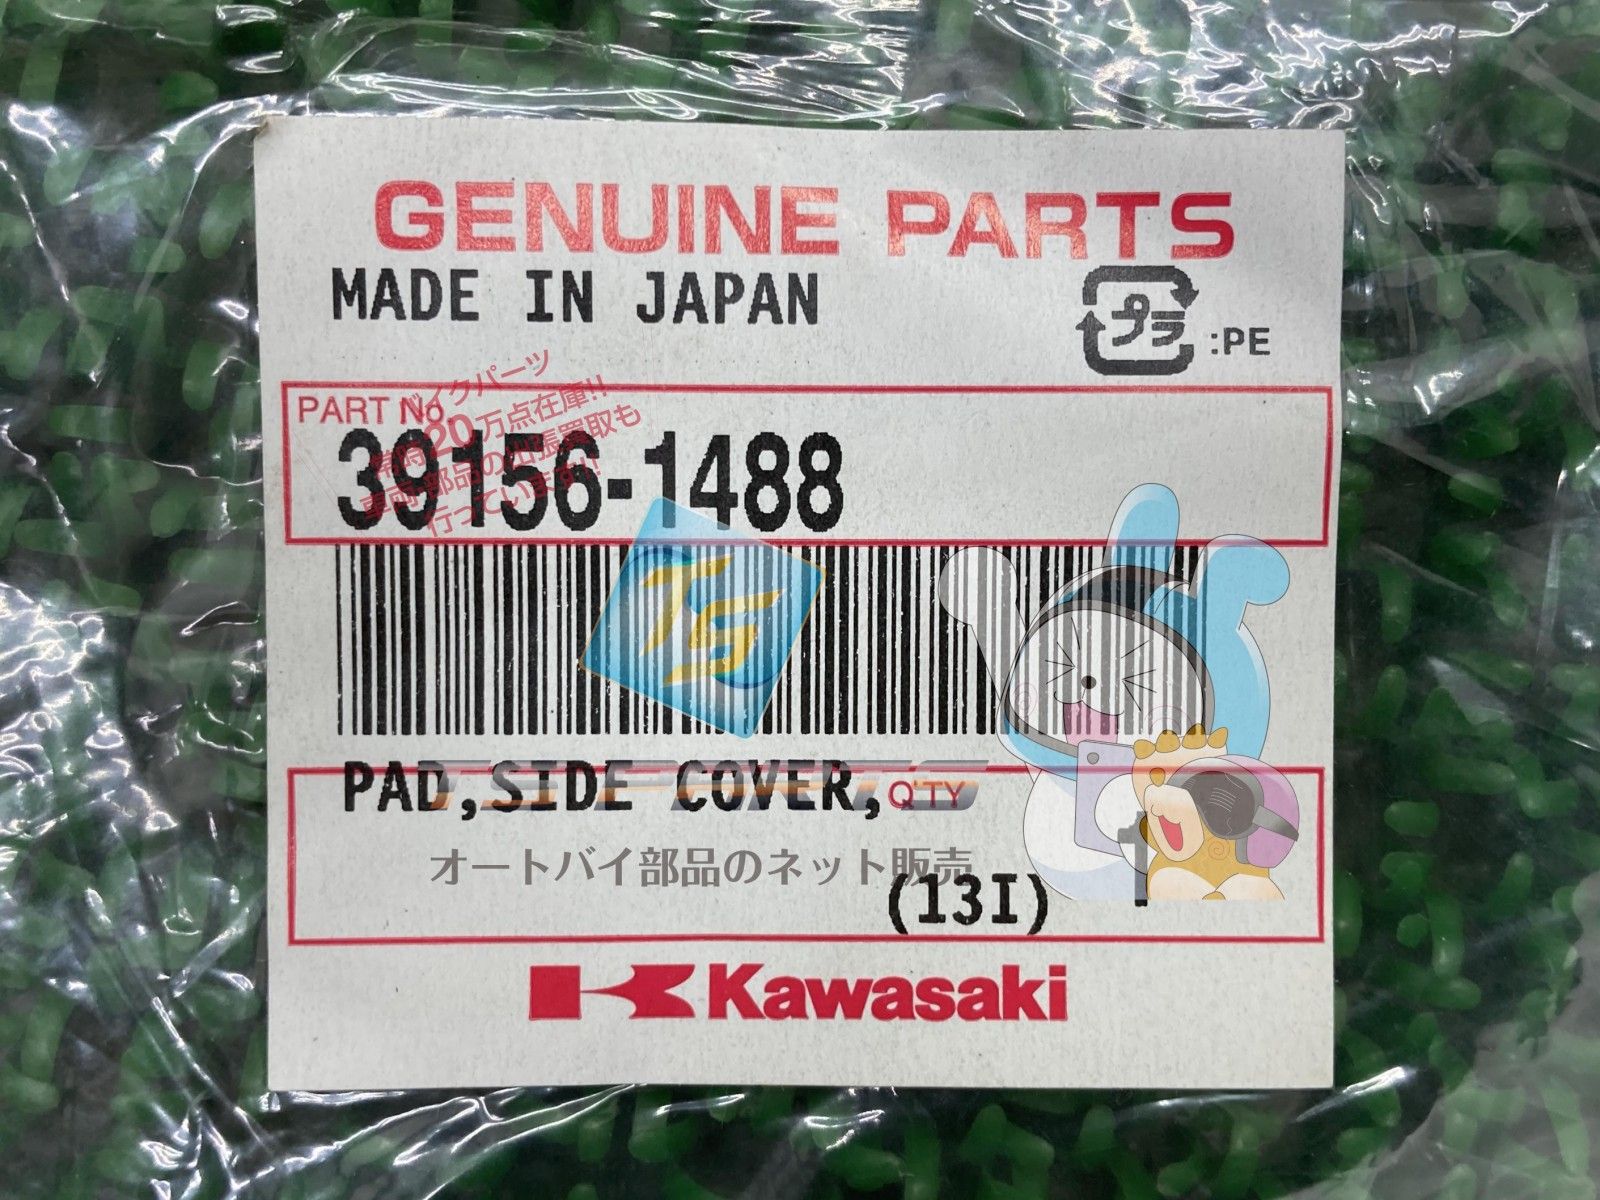 GENUINE PARTS
MADE IN JAPAN
プラ :PE
PART No.
バイクパーツ
常時20万点在庫!!
車両・部品の出張買取も
行っています!!
39156-1488
TS
PAD,SIDE COVER, Q'TY
TS-PARTS
オートバイ部品のネット販売
(13I) 1
Kawasaki